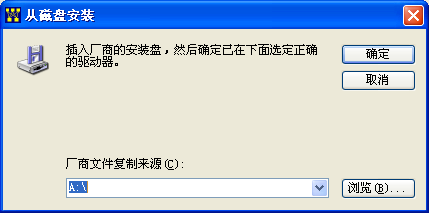 从磁盘安装
插入厂商的安装盘，然后确定已在下面选定正确
的驱动器。
确定
取消
厂商文件复制来源(C):
A:\
浏览(B)...